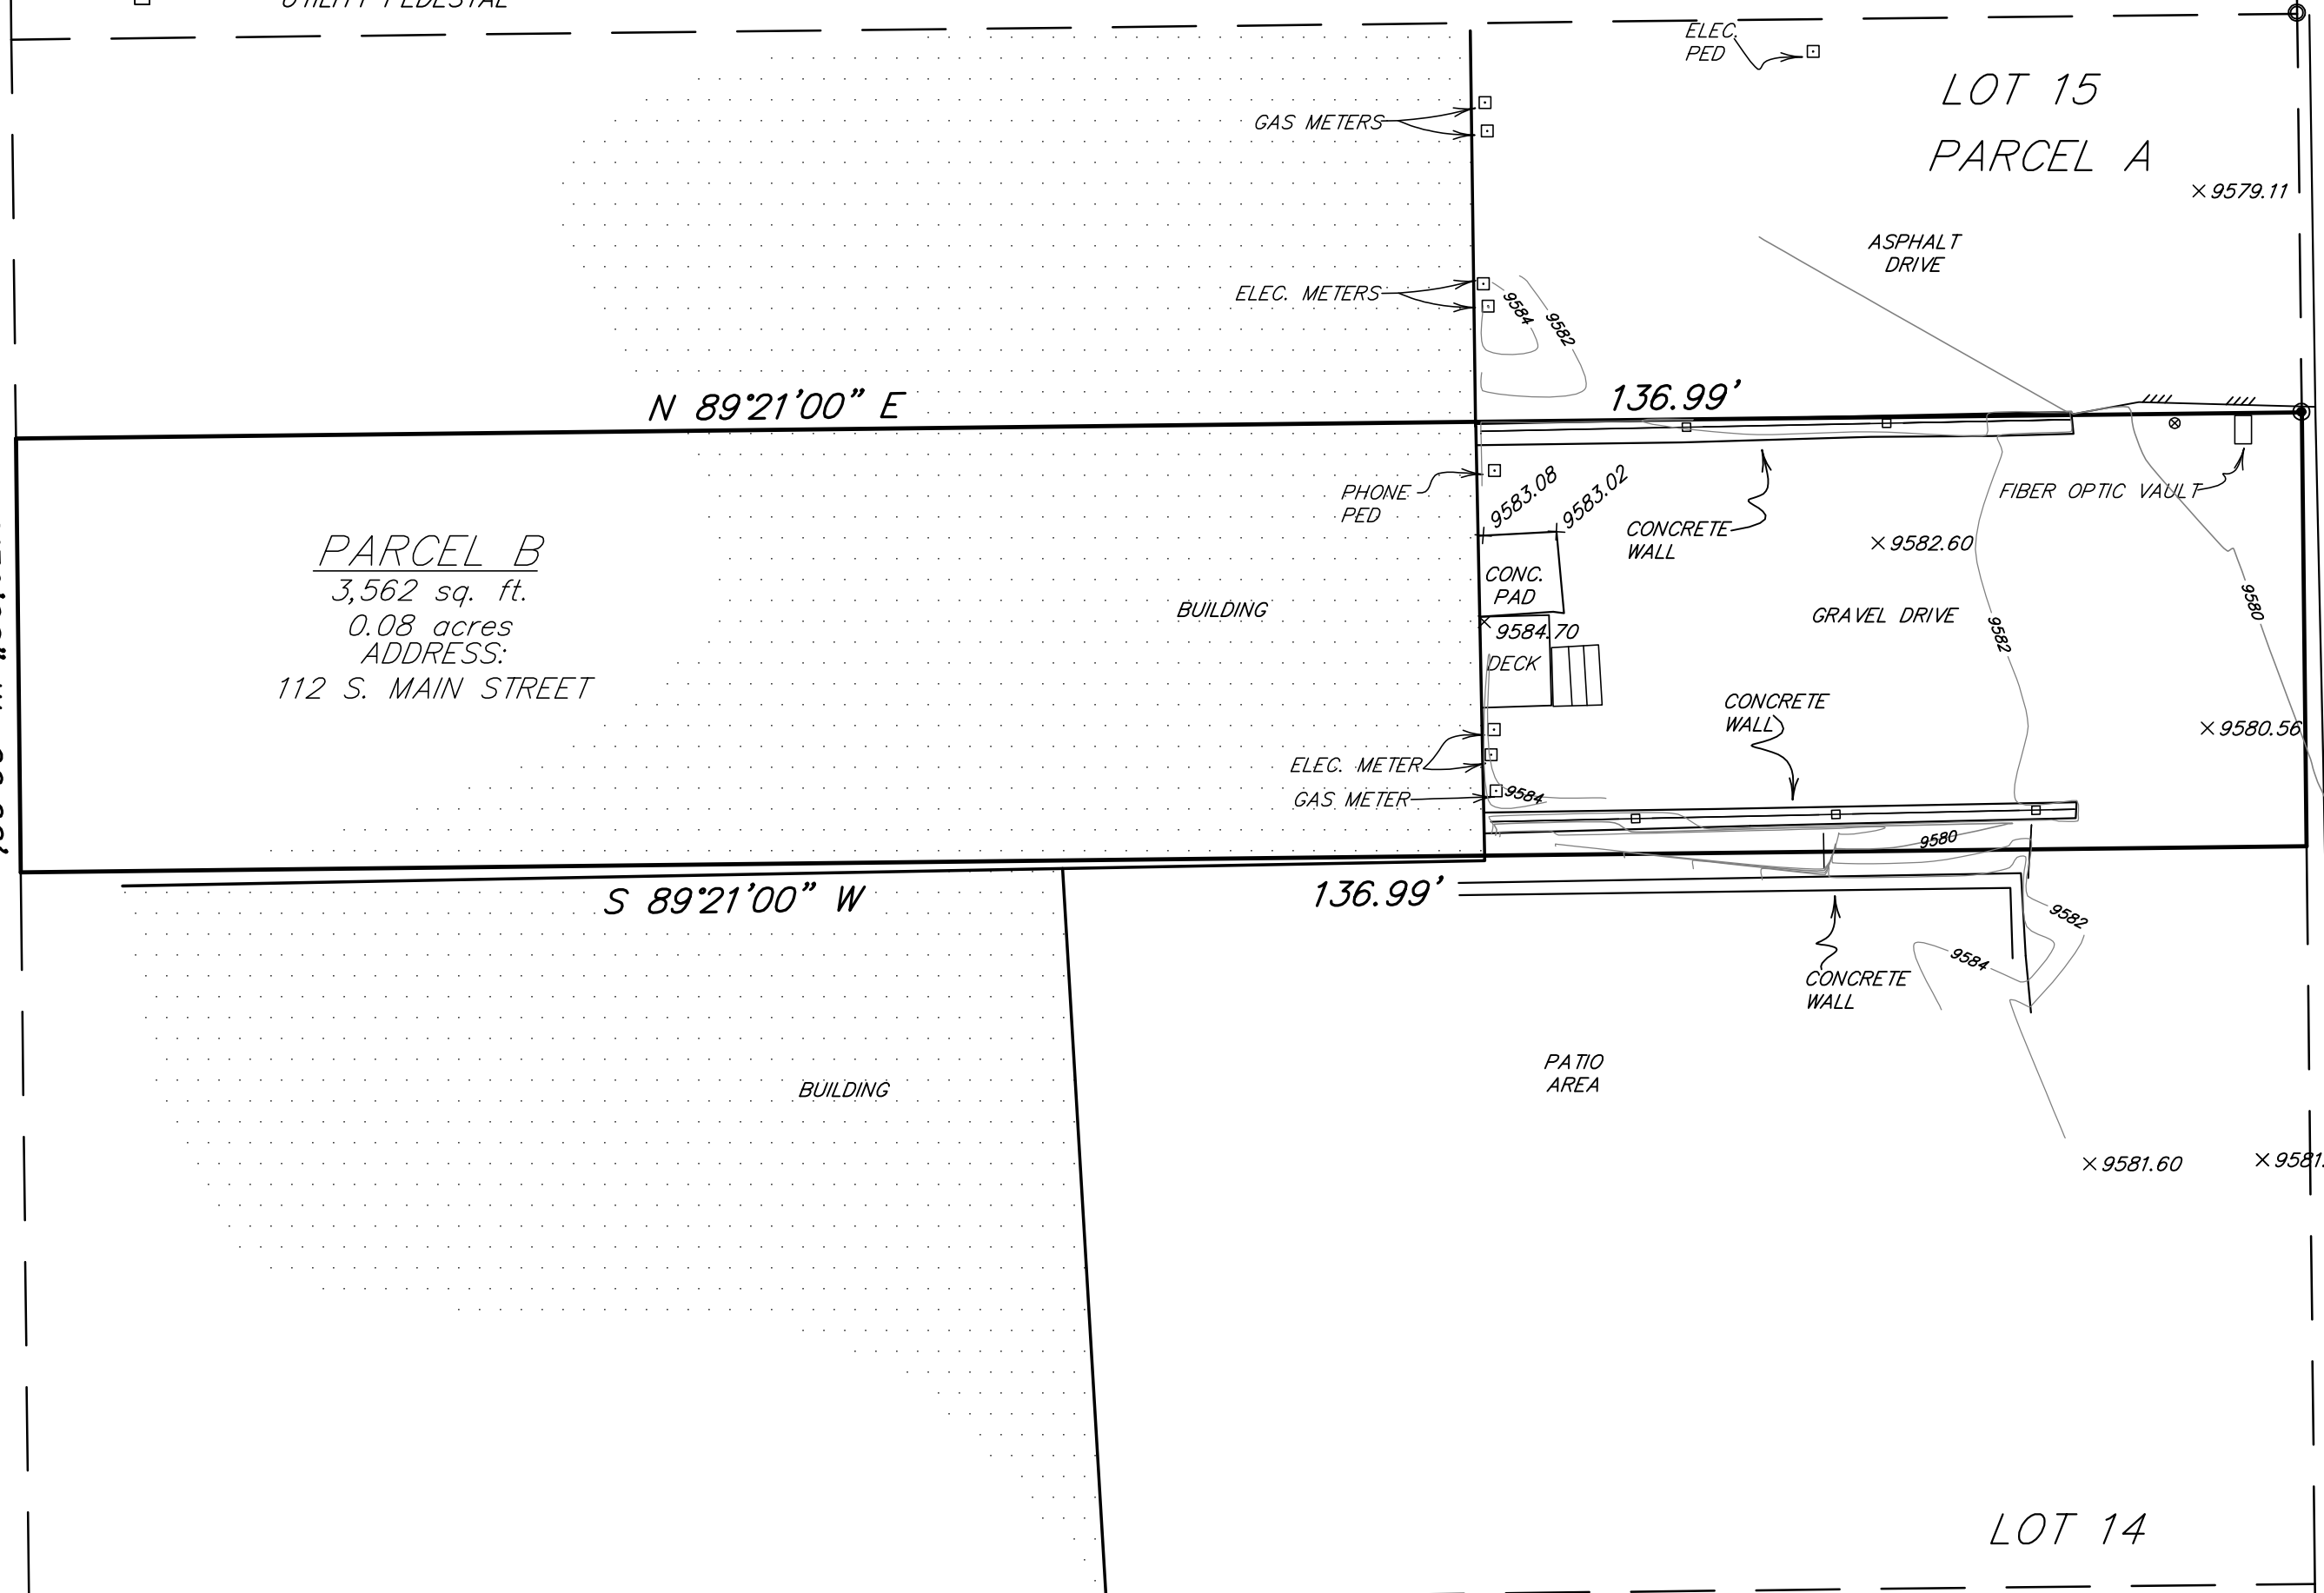 UTILITY PEDESTAL
ELEC.
PED
LOT 15
PARCEL A
GAS METERS
×9579.11
ASPHALT
DRIVE
ELEC. METERS
9584
9582
N 89°21'00" E
136.99'
PHONE
PED
9583.08
9583.02
CONCRETE
WALL
FIBER OPTIC VAULT
×9582.60
PARCEL B
3,562 sq. ft.
0.08 acres
ADDRESS:
112 S. MAIN STREET
BUILDING
CONC.
PAD
×9584.70
DECK
GRAVEL DRIVE
9582
9580
CONCRETE
WALL
×9580.56
ELEC. METER
GAS METER
9584
9580
S 89°21'00" W
136.99'
9582
9584
CONCRETE
WALL
PATIO
AREA
BUILDING
×9581.60
×9581.
LOT 14